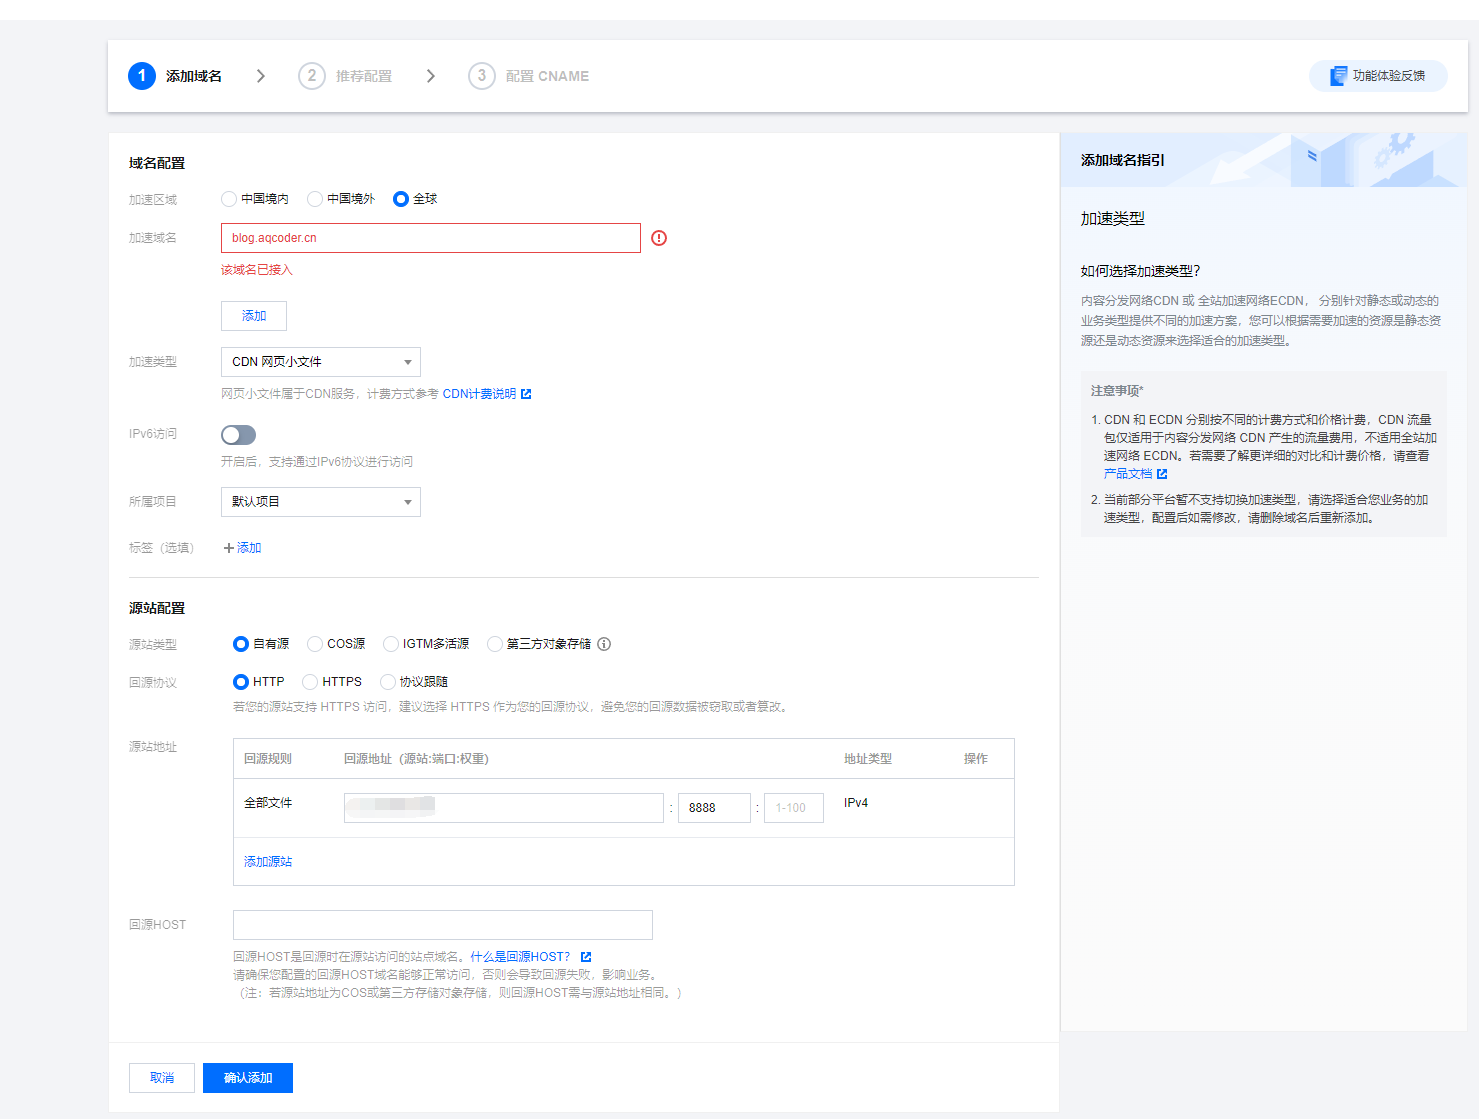 1 添加域名 2 推荐配置 3 配置 CNAME 功能体验反馈
域名配置
加速区域 中国境内 中国境外 全球
加速域名 blog.aqcoder.cn
该域名已接入
添加
加速类型 CDN 网页小文件
网页小文件属于CDN服务，计费方式参考 CDN计费说明
IPv6访问
开启后，支持通过IPv6协议进行访问
所属项目 默认项目
标签（选填） 添加
源站配置
源站类型 自有源 COS源 IGTM多活源 第三方对象存储
回源协议 HTTP HTTPS 协议跟随
若您的源站支持 HTTPS 访问，建议选择 HTTPS 作为您的回源协议，避免您的回源数据被窃取或者篡改。
源站地址
回源规则 回源地址（源站:端口:权重） 地址类型 操作
全部文件 : 8888 : 1-100 IPv4
添加源站
回源HOST
回源HOST是回源时在源站访问的站点域名。什么是回源HOST？
请确保您配置的回源HOST域名能够正常访问，否则会导致回源失败，影响业务。
（注：若源站地址为COS或第三方存储对象存储，则回源HOST需与源站地址相同。）
取消 确认添加
添加域名指引
加速类型
如何选择加速类型?
内容分发网络CDN 或 全站加速网络ECDN， 分别针对静态或动态的
业务类型提供不同的加速方案，您可以根据需要加速的资源是静态资
源还是动态资源来选择适合的加速类型。
注意事项*
1. CDN 和 ECDN 分别按不同的计费方式和价格计费，CDN 流量
包仅适用于内容分发网络 CDN 产生的流量费用，不适用全站加
速网络 ECDN。若需要了解更详细的对比和计费价格，请查看
产品文档
2. 当前部分平台暂不支持切换加速类型，请选择适合您业务的加
速类型，配置后如需修改，请删除域名后重新添加。